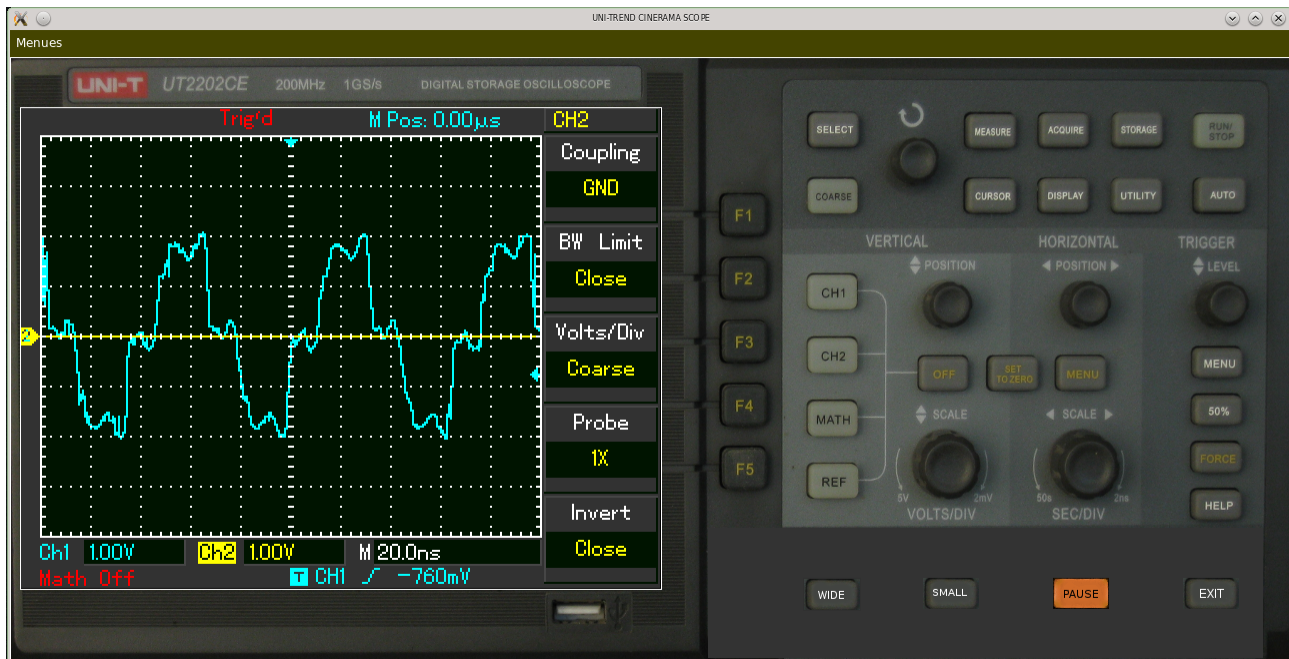 UNI-TREND CINERAMA SCOPE
Menues
UNI-T UT2202CE 200MHz 1GS/s DIGITAL STORAGE OSCILLOSCOPE
Trig'd M Pos: 0.00µs CH2
Coupling
GND
BW Limit
Close
Volts/Div
Coarse
Probe
1X
Invert
Close
2
Ch1 1.00V Ch2 1.00V M 20.0ns
Math Off T CH1 -760mV
F1
F2
F3
F4
F5
SELECT MEASURE ACQUIRE STORAGE RUN/
STOP
COARSE CURSOR DISPLAY UTILITY AUTO
VERTICAL HORIZONTAL TRIGGER
POSITION POSITION LEVEL
CH1
CH2
MATH
REF
OFF SET
TO ZERO MENU
MENU
50%
FORCE
HELP
SCALE SCALE
5V 2mV 50s 2ns
VOLTS/DIV SEC/DIV
WIDE SMALL PAUSE EXIT